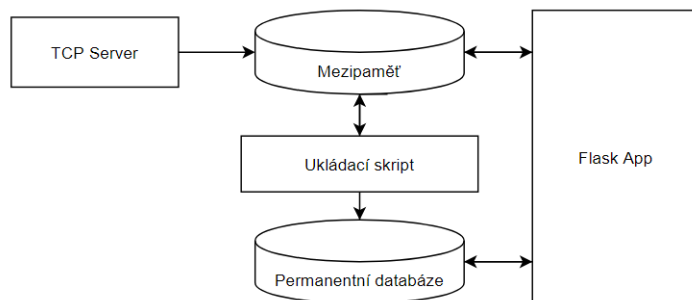 TCP Server
Mezipaměť
Ukládací skript
Flask App
Permanentní databáze